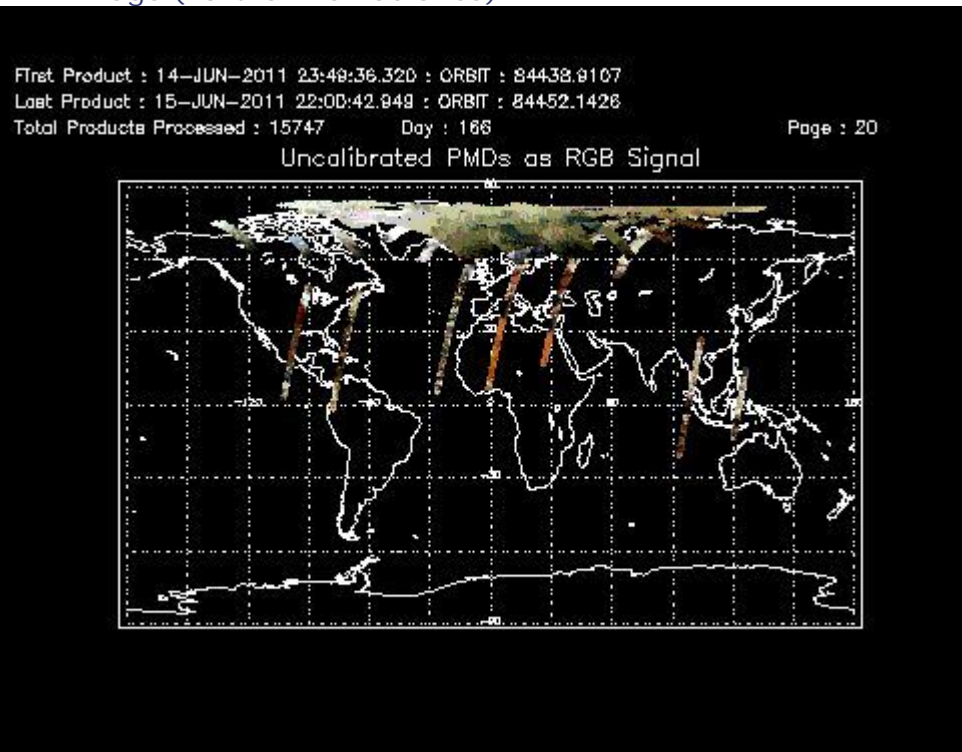 First Product : 14-JUN-2011 23:49:36.320 : ORBIT : 84438.9107
Last Product : 15-JUN-2011 22:00:42.949 : ORBIT : 84452.1426
Total Products Processed : 15747 Day : 166 Page : 20
Uncalibrated PMDs as RGB Signal